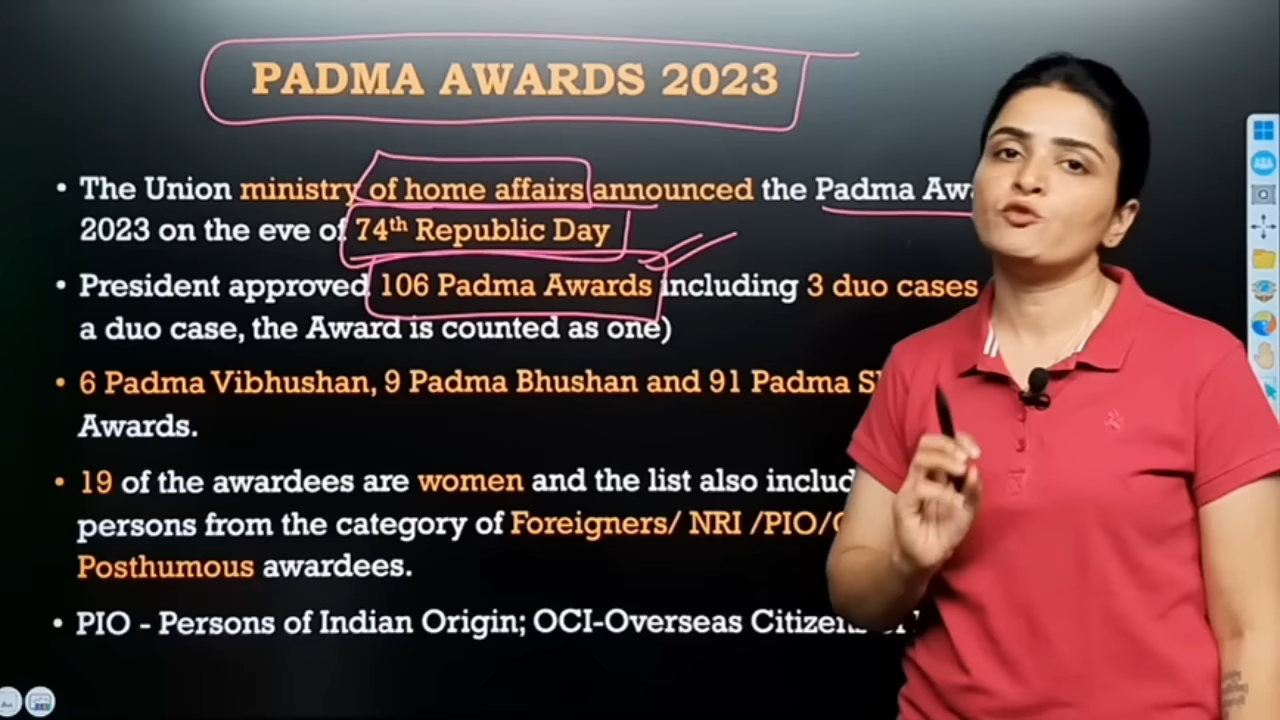 PADMA AWARDS 2023
• The Union ministry of home affairs announced the Padma Aw
2023 on the eve of 74th Republic Day
• President approved 106 Padma Awards including 3 duo cases
a duo case, the Award is counted as one)
• 6 Padma Vibhushan, 9 Padma Bhushan and 91 Padma S
Awards.
• 19 of the awardees are women and the list also includ
persons from the category of Foreigners/ NRI /PIO/
Posthumous awardees.
• PIO - Persons of Indian Origin; OCI-Overseas Citizens of